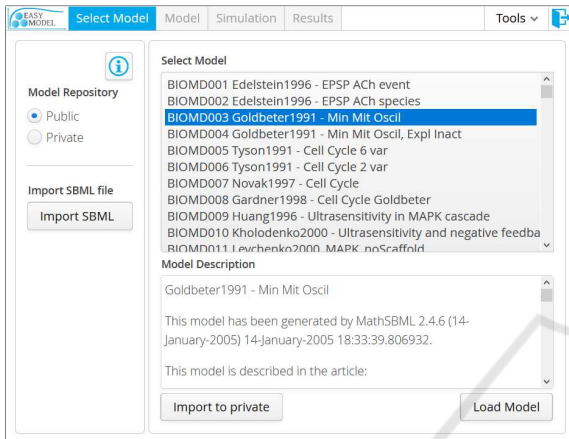 EASY MODEL Select Model Model Simulation Results Tools
Model Repository
Public
Private
Import SBML file
Import SBML
Select Model
BIOMD001 Edelstein1996 - EPSP ACh event
BIOMD002 Edelstein1996 - EPSP ACh species
BIOMD003 Goldbeter1991 - Min Mit Oscil
BIOMD004 Goldbeter1991 - Min Mit Oscil, Expl Inact
BIOMD005 Tyson1991 - Cell Cycle 6 var
BIOMD006 Tyson1991 - Cell Cycle 2 var
BIOMD007 Novak1997 - Cell Cycle
BIOMD008 Gardner1998 - Cell Cycle Goldbeter
BIOMD009 Huang1996 - Ultrasensitivity in MAPK cascade
BIOMD010 Kholodenko2000 - Ultrasensitivity and negative feedba
BIOMD011 Levchenko2000_MAPK_noScaffold
Model Description
Goldbeter1991 - Min Mit Oscil
This model has been generated by MathSBML 2.4.6 (14-
January-2005) 14-January-2005 18:33:39.806932.
This model is described in the article:
Import to private
Load Model